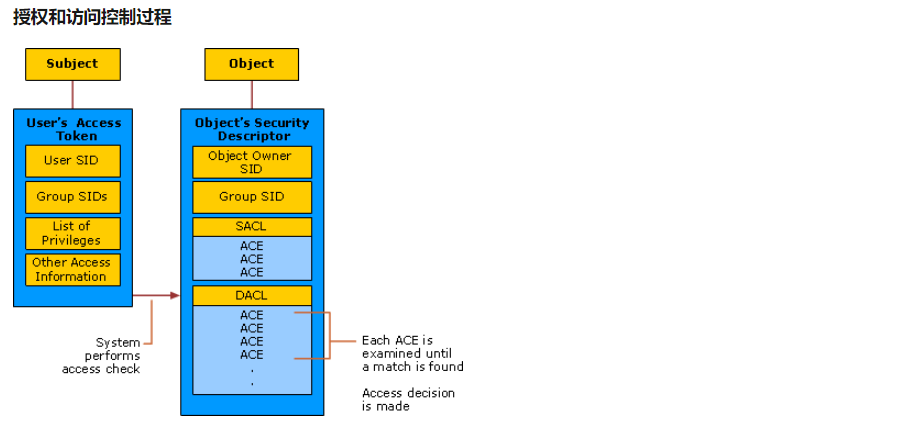 授权和访问控制过程
Subject
Object
User's Access
Token
User SID
Group SIDs
List of
Privileges
Other Access
Information
Object's Security
Descriptor
Object Owner
SID
Group SID
SACL
ACE
ACE
ACE
DACL
ACE
ACE
ACE
ACE
.
.
System
performs
access check
Each ACE is
examined until
a match is found
Access decision
is made